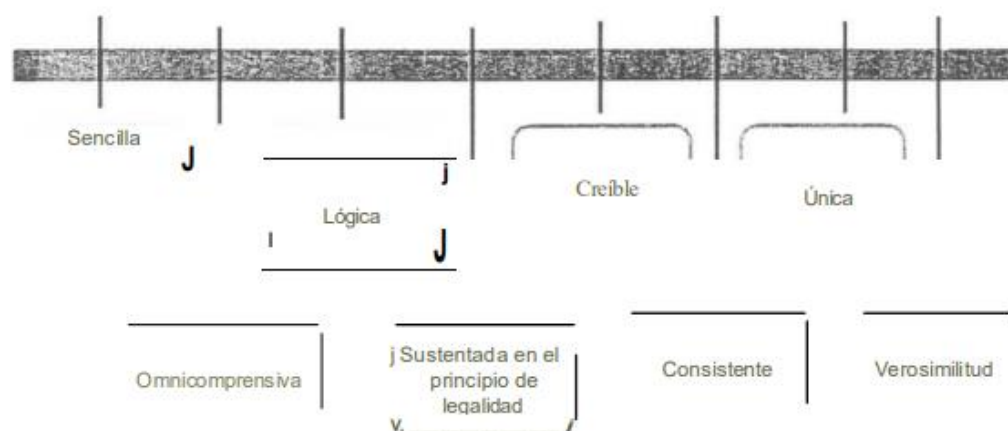 Sencilla
J
j
Creíble
Única
Lógica
J
j Sustentada en el
principio de
legalidad
Omnicomprensiva
Consistente
Verosimilitud